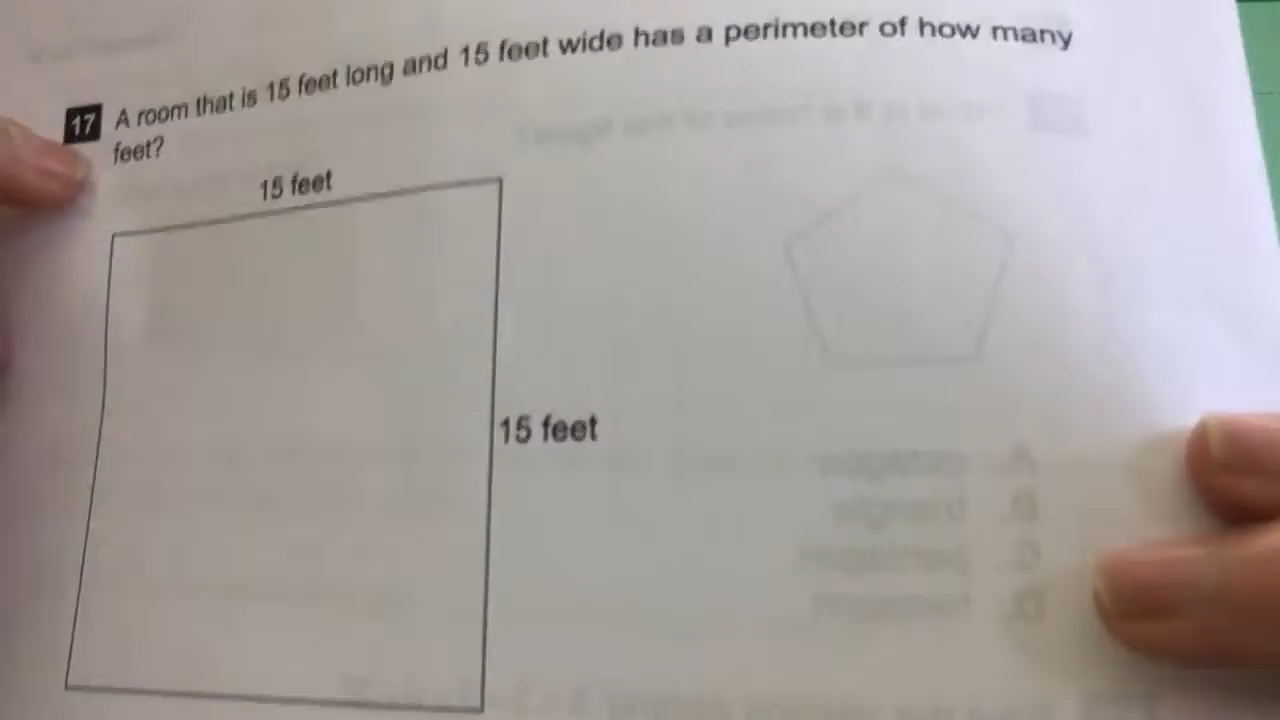 17 A room that is 15 feet long and 15 feet wide has a perimeter of how many
feet?
15 feet
15 feet